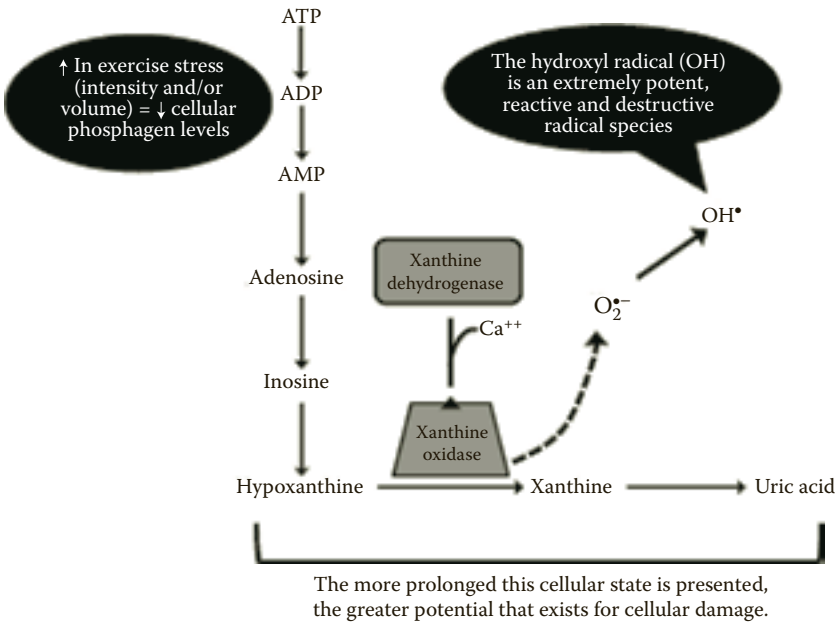 ATP
↑ In exercise stress
(intensity and/or
volume) = ↓ cellular
phosphagen levels
ADP
AMP
Adenosine
Inosine
Hypoxanthine
Xanthine
dehydrogenase
Ca⁺⁺
Xanthine
oxidase
Xanthine
Uric acid
The hydroxyl radical (OH)
is an extremely potent,
reactive and destructive
radical species
OH•
O₂•−
The more prolonged this cellular state is presented,
the greater potential that exists for cellular damage.